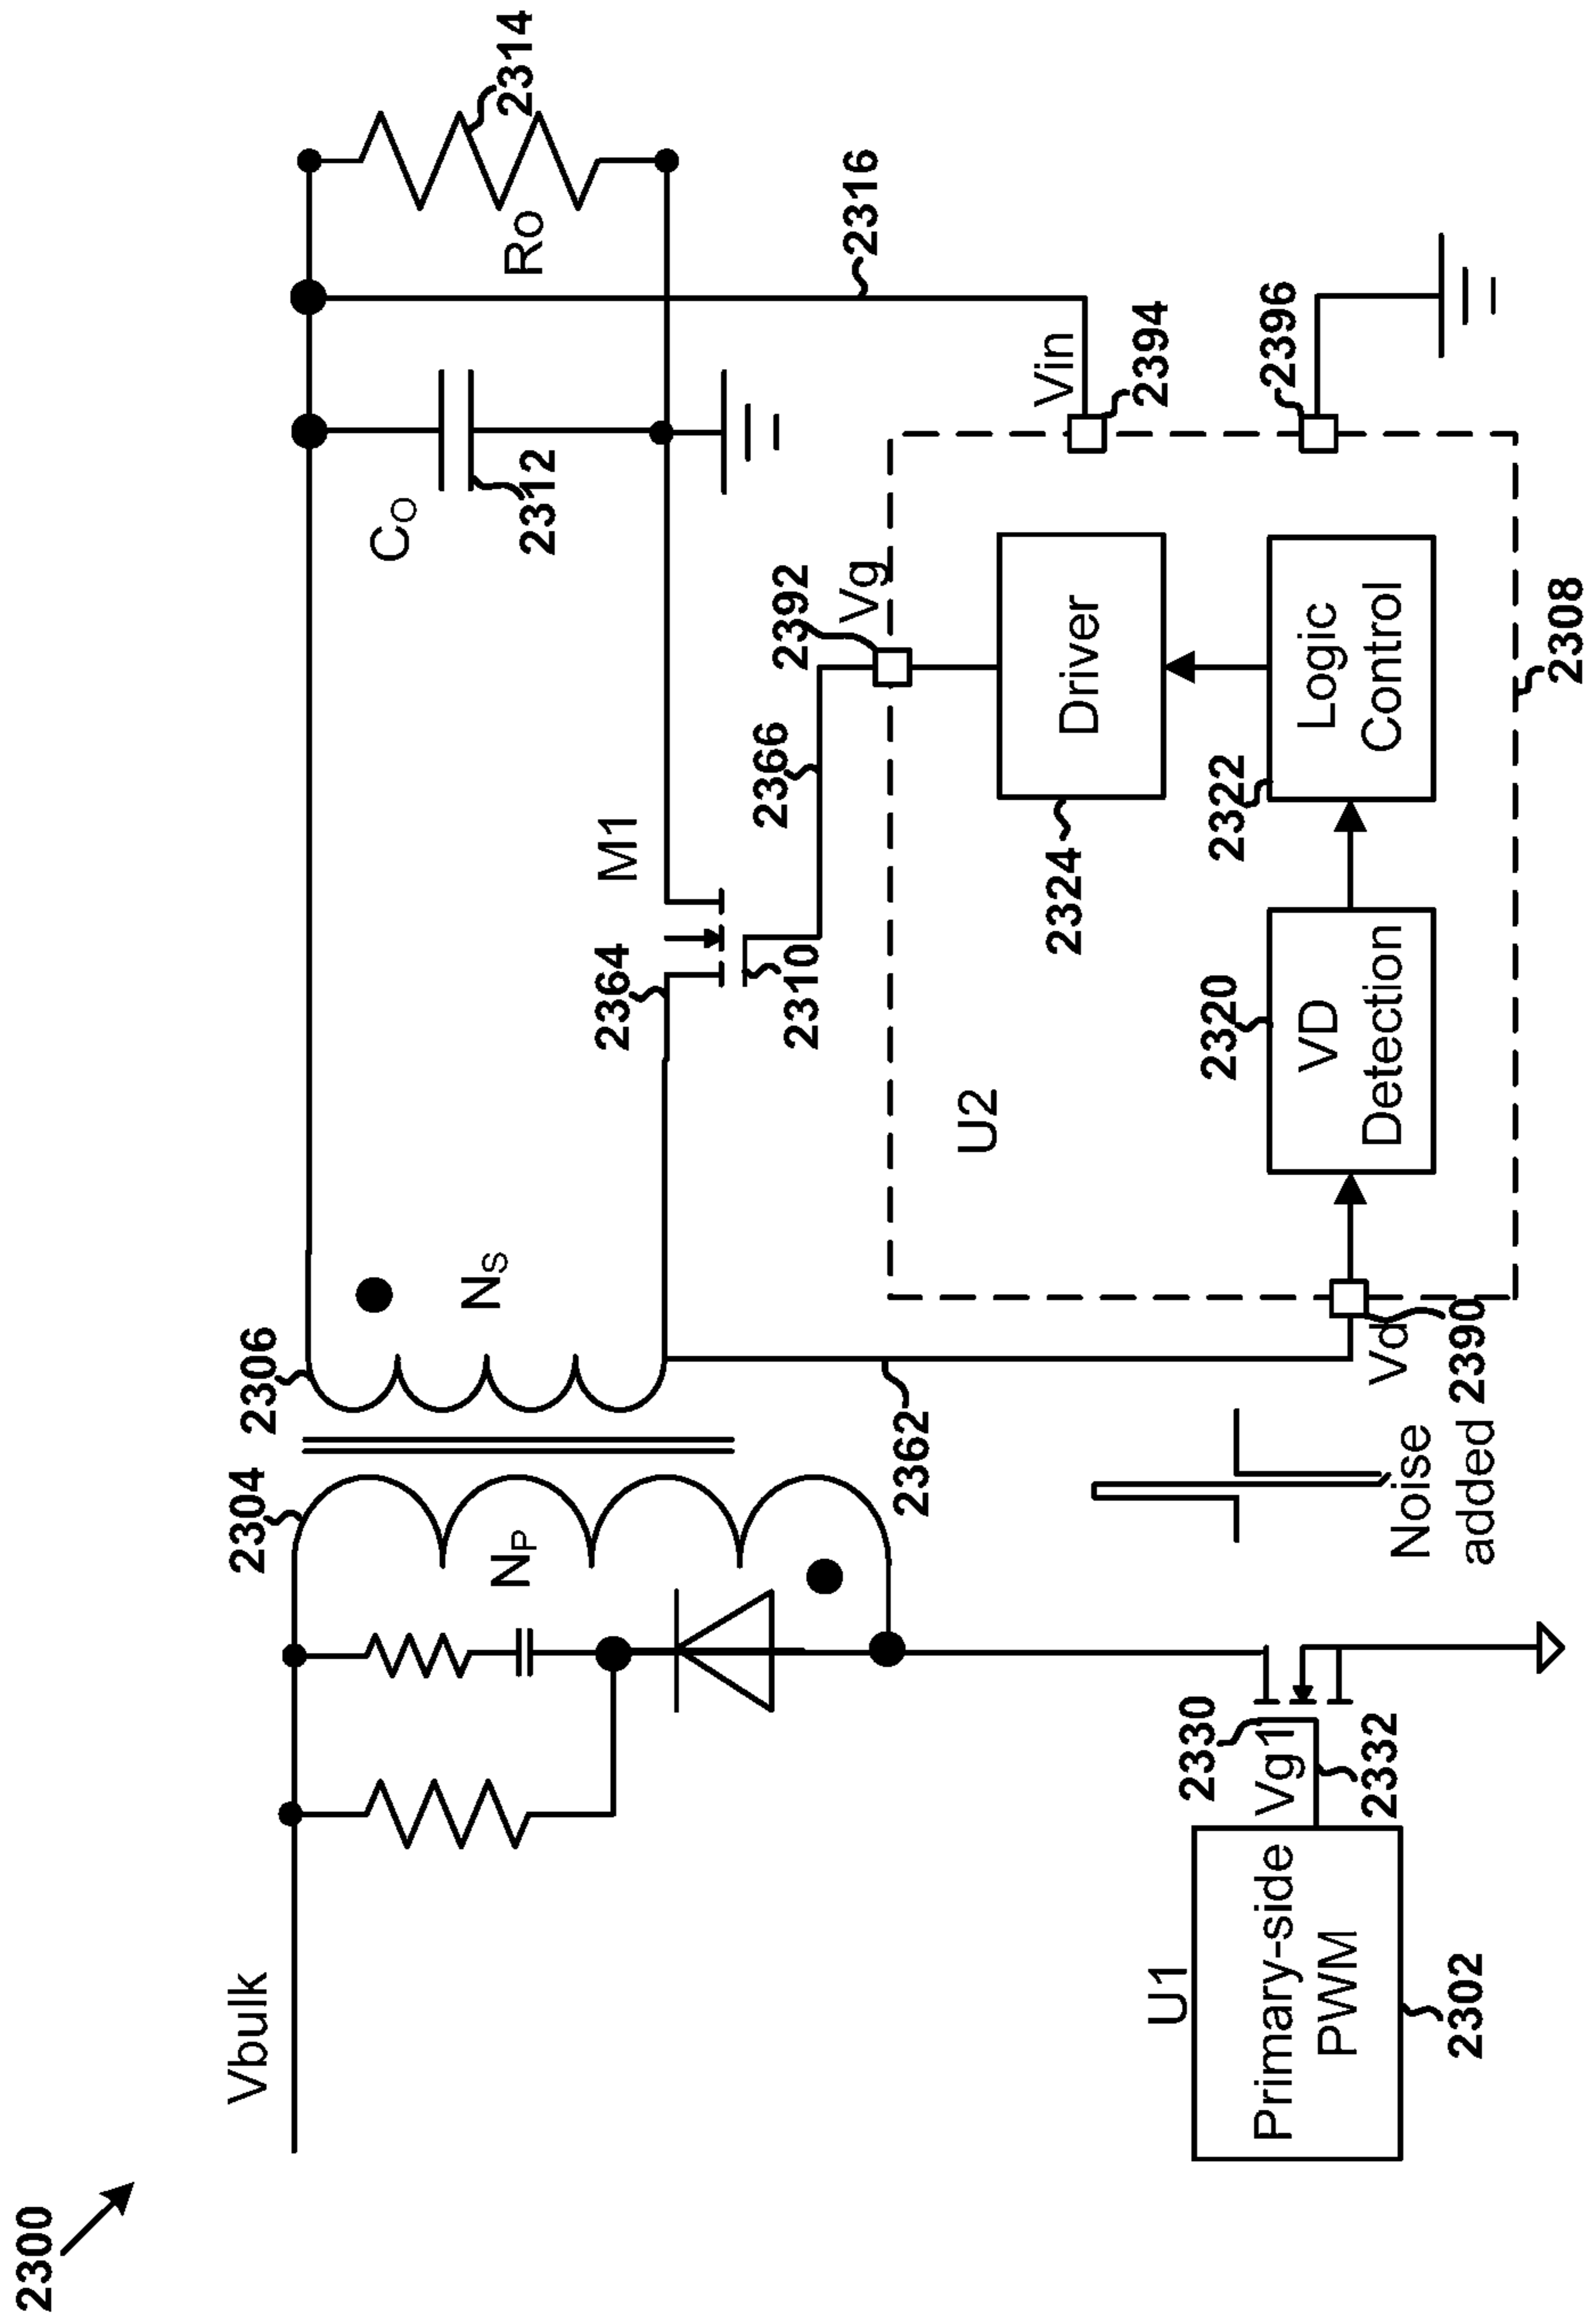 2300
Vbulk
2304
2306
NP
NS
CO
2312
Ro
2314
2364
M1
2310
2366
2392
Vg
2316
Vin
2394
2396
2362
U2
2324
Driver
2320
VD
Detection
2322
Logic
Control
2308
Vd
2390
Noise
added
2330
Vg1
2332
U1
Primary-side
PWM
2302